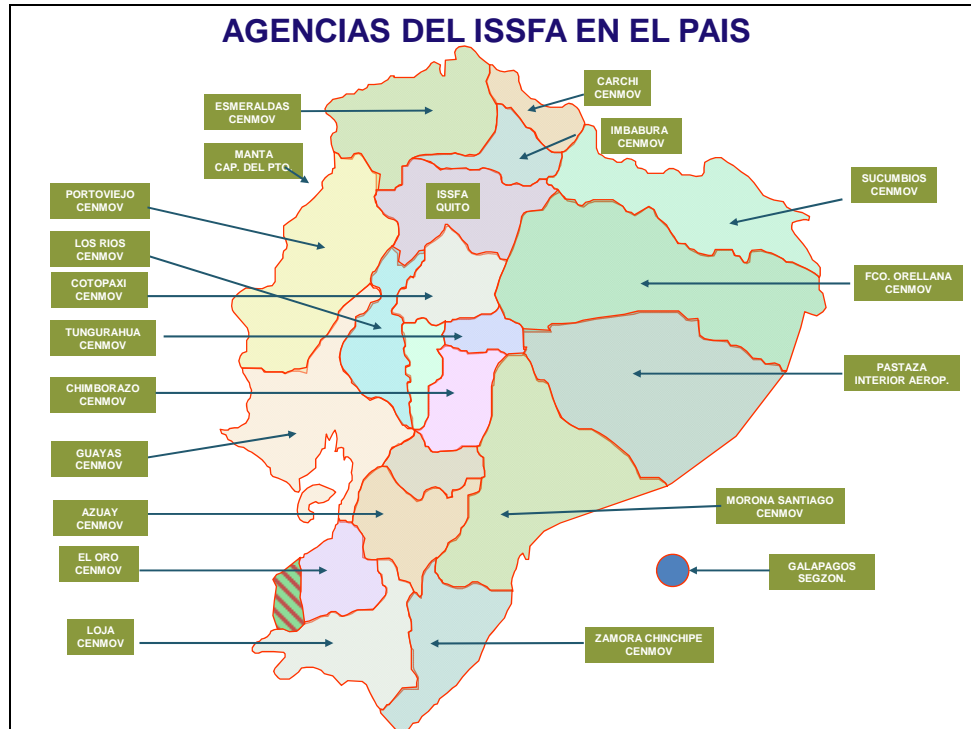 AGENCIAS DEL ISSFA EN EL PAIS
CARCHI
CENMOV
ESMERALDAS
CENMOV
IMBABURA
CENMOV
MANTA
CAP. DEL PTO.
SUCUMBIOS
CENMOV
PORTOVIEJO
CENMOV
ISSFA
QUITO
LOS RIOS
CENMOV
COTOPAXI
CENMOV
FCO. ORELLANA
CENMOV
TUNGURAHUA
CENMOV
PASTAZA
INTERIOR AEROP.
CHIMBORAZO
CENMOV
GUAYAS
CENMOV
AZUAY
CENMOV
MORONA SANTIAGO
CENMOV
EL ORO
CENMOV
GALAPAGOS
SEGZON.
LOJA
CENMOV
ZAMORA CHINCHIPE
CENMOV